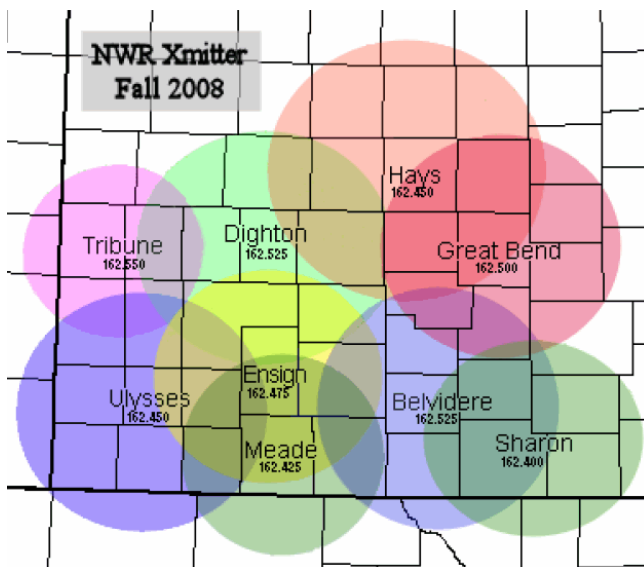 NWR Xmitter
Fall 2008
Hays
162.450
Tribune
162.550
Dighton
162.525
Great Bend
162.500
Ensign
162.475
Ulysses
162.450
Belvidere
162.525
Meade
162.425
Sharon
162.400